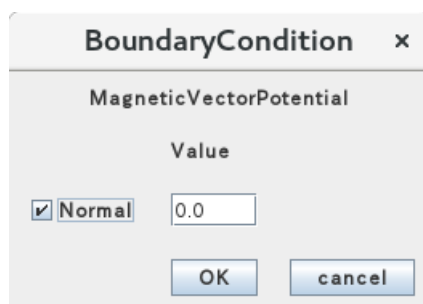 BoundaryCondition ×
MagneticVectorPotential
Value
Normal 0.0
OK cancel